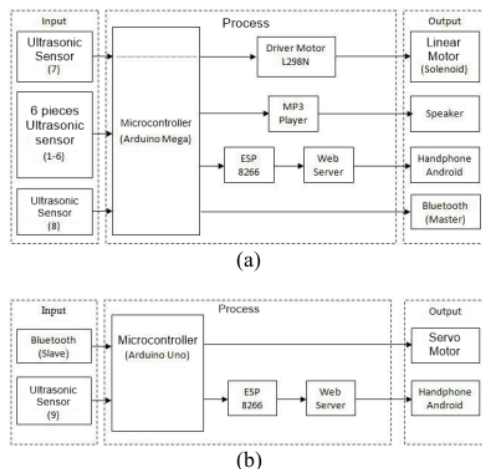 Input
Process
Output
Ultrasonic
Sensor
(7)
Driver Motor
L298N
Linear
Motor
(Solenoid)
6 pieces
Ultrasonic
sensor
(1-6)
Microcontroller
(Arduino Mega)
MP3
Player
Speaker
ESP
8266
Web
Server
Handphone
Android
Ultrasonic
Sensor
(8)
Bluetooth
(Master)
(a)
Input
Process
Output
Bluetooth
(Slave)
Microcontroller
(Arduino Uno)
Servo
Motor
Ultrasonic
Sensor
(9)
ESP
8266
Web
Server
Handphone
Android
(b)